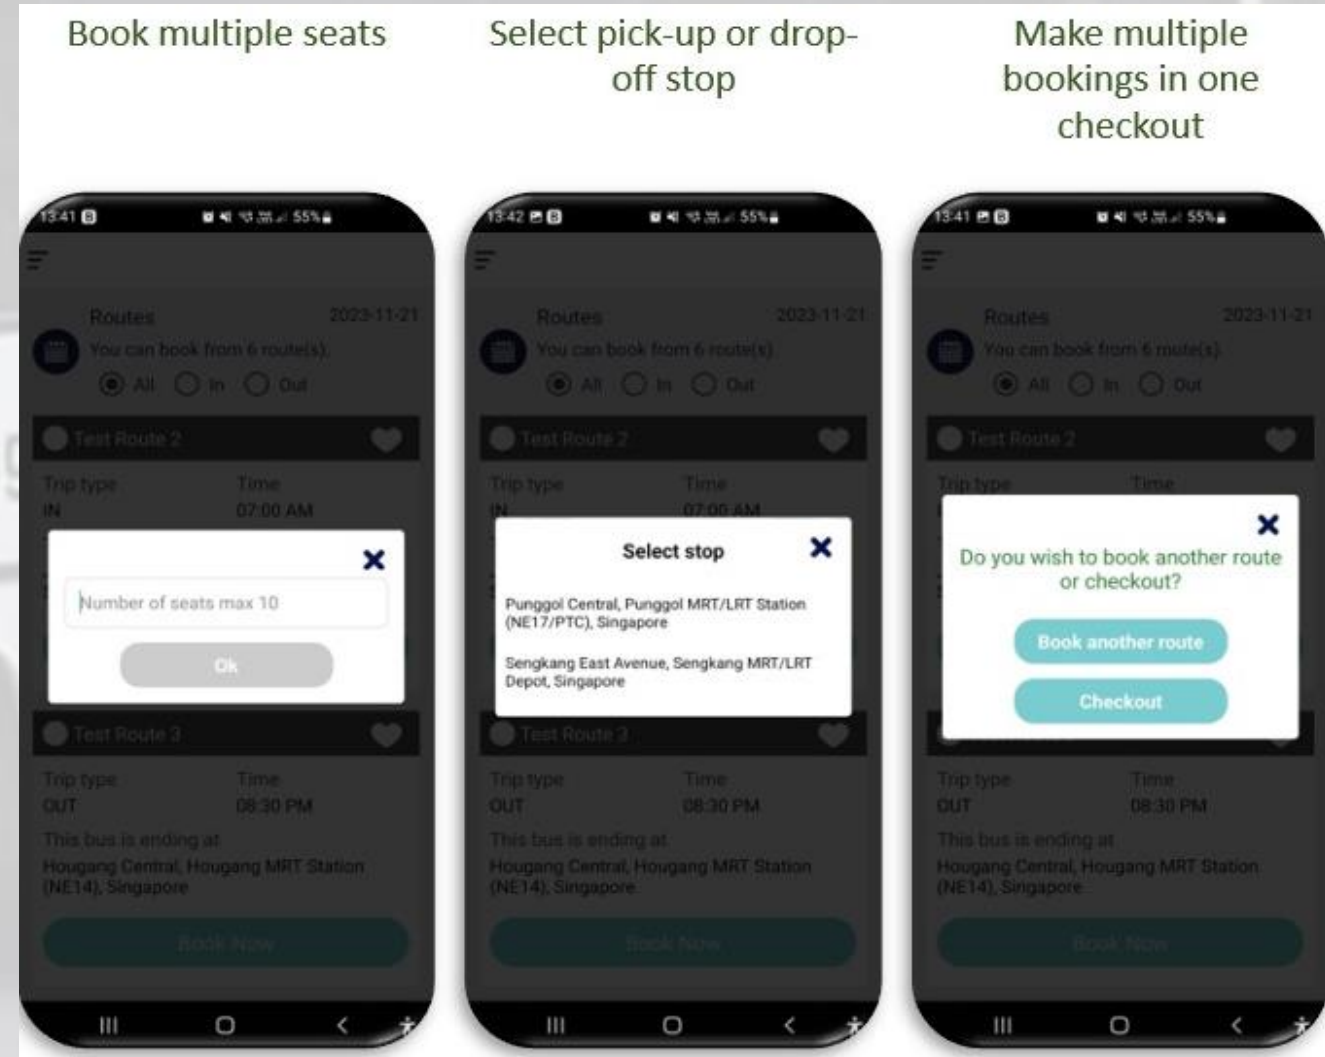 Book multiple seats
Select pick-up or drop-
off stop
Make multiple
bookings in one
checkout
13:41
55%
Routes
2023-11-21
You can book from 6 route(s).
All In Out
Test Route 2
Trip type Time
IN 07:00 AM
Number of seats max 10
Ok
Test Route 3
Trip type Time
OUT 08:30 PM
This bus is ending at
Hougang Central, Hougang MRT Station
(NE14), Singapore
Book Now
13:42
55%
Routes
2023-11-21
You can book from 6 route(s).
All In Out
Test Route 2
Trip type Time
IN 07:00 AM
Select stop
Punggol Central, Punggol MRT/LRT Station
(NE17/PTC), Singapore
Sengkang East Avenue, Sengkang MRT/LRT
Depot, Singapore
Test Route 3
Trip type Time
OUT 08:30 PM
This bus is ending at
Hougang Central, Hougang MRT Station
(NE14), Singapore
Book Now
13:41
55%
Routes
2023-11-21
You can book from 6 route(s).
All In Out
Test Route 2
Trip type Time
Do you wish to book another route
or checkout?
Book another route
Checkout
Trip type Time
OUT 08:30 PM
This bus is ending at
Hougang Central, Hougang MRT Station
(NE14), Singapore
Book Now